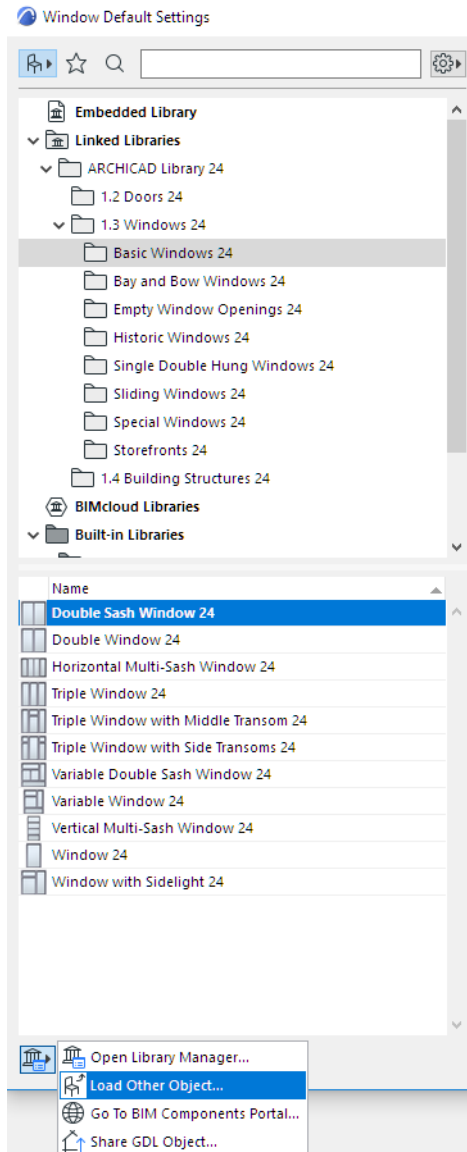 Window Default Settings
Embedded Library
Linked Libraries
ARCHICAD Library 24
1.2 Doors 24
1.3 Windows 24
Basic Windows 24
Bay and Bow Windows 24
Empty Window Openings 24
Historic Windows 24
Single Double Hung Windows 24
Sliding Windows 24
Special Windows 24
Storefronts 24
1.4 Building Structures 24
BIMcloud Libraries
Built-in Libraries
Name
Double Sash Window 24
Double Window 24
Horizontal Multi-Sash Window 24
Triple Window 24
Triple Window with Middle Transom 24
Triple Window with Side Transoms 24
Variable Double Sash Window 24
Variable Window 24
Vertical Multi-Sash Window 24
Window 24
Window with Sidelight 24
Open Library Manager...
Load Other Object...
Go To BIM Components Portal...
Share GDL Object...